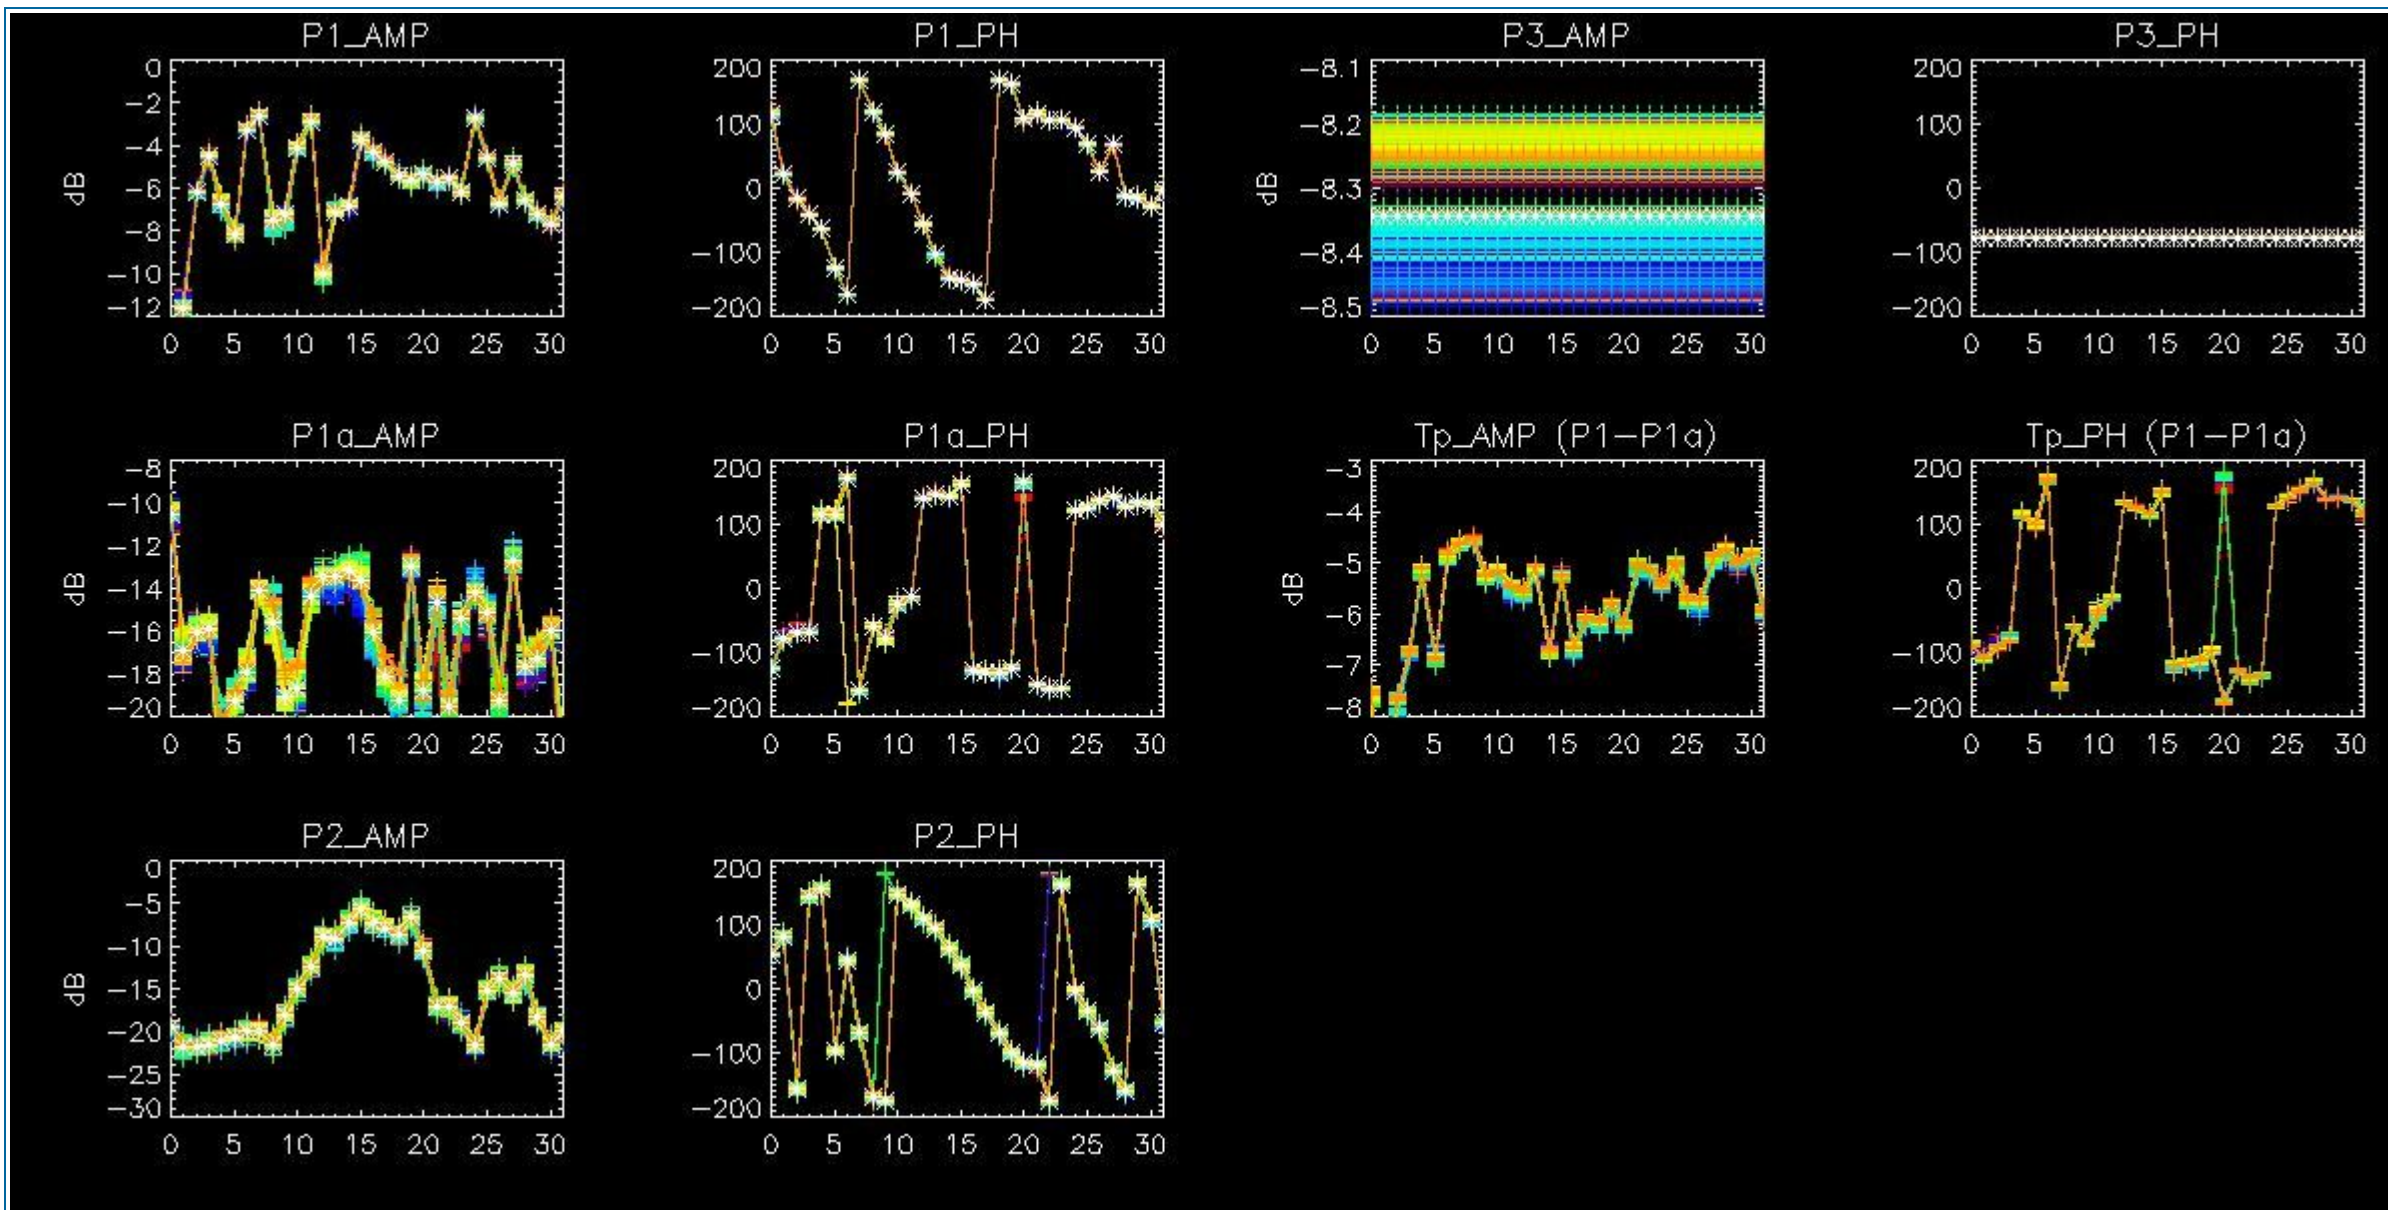 P1_AMP
0
−2
−4
−6
−8
−10
−12
dB
0 5 10 15 20 25 30
P1_PH
200
100
0
−100
−200
0 5 10 15 20 25 30
P3_AMP
−8.1
−8.2
−8.3
−8.4
−8.5
dB
0 5 10 15 20 25 30
P3_PH
200
100
0
−100
−200
0 5 10 15 20 25 30
P1a_AMP
−8
−10
−12
−14
−16
−18
−20
dB
0 5 10 15 20 25 30
P1a_PH
200
100
0
−100
−200
0 5 10 15 20 25 30
Tp_AMP (P1−P1a)
−3
−4
−5
−6
−7
−8
dB
0 5 10 15 20 25 30
Tp_PH (P1−P1a)
200
100
0
−100
−200
0 5 10 15 20 25 30
P2_AMP
0
−5
−10
−15
−20
−25
−30
dB
0 5 10 15 20 25 30
P2_PH
200
100
0
−100
−200
0 5 10 15 20 25 30